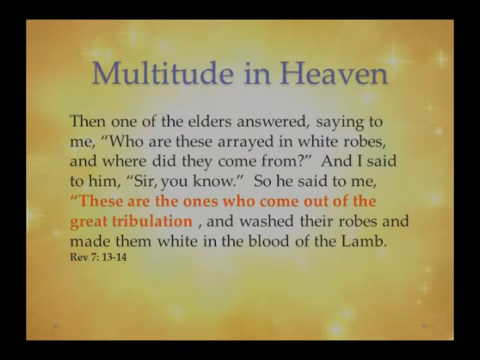 Multitude in Heaven
Then one of the elders answered, saying to
me, “Who are these arrayed in white robes,
and where did they come from?”  And I said
to him, “Sir, you know.”  So he said to me,
“These are the ones who come out of the
great tribulation , and washed their robes and
made them white in the blood of the Lamb.
Rev 7: 13-14